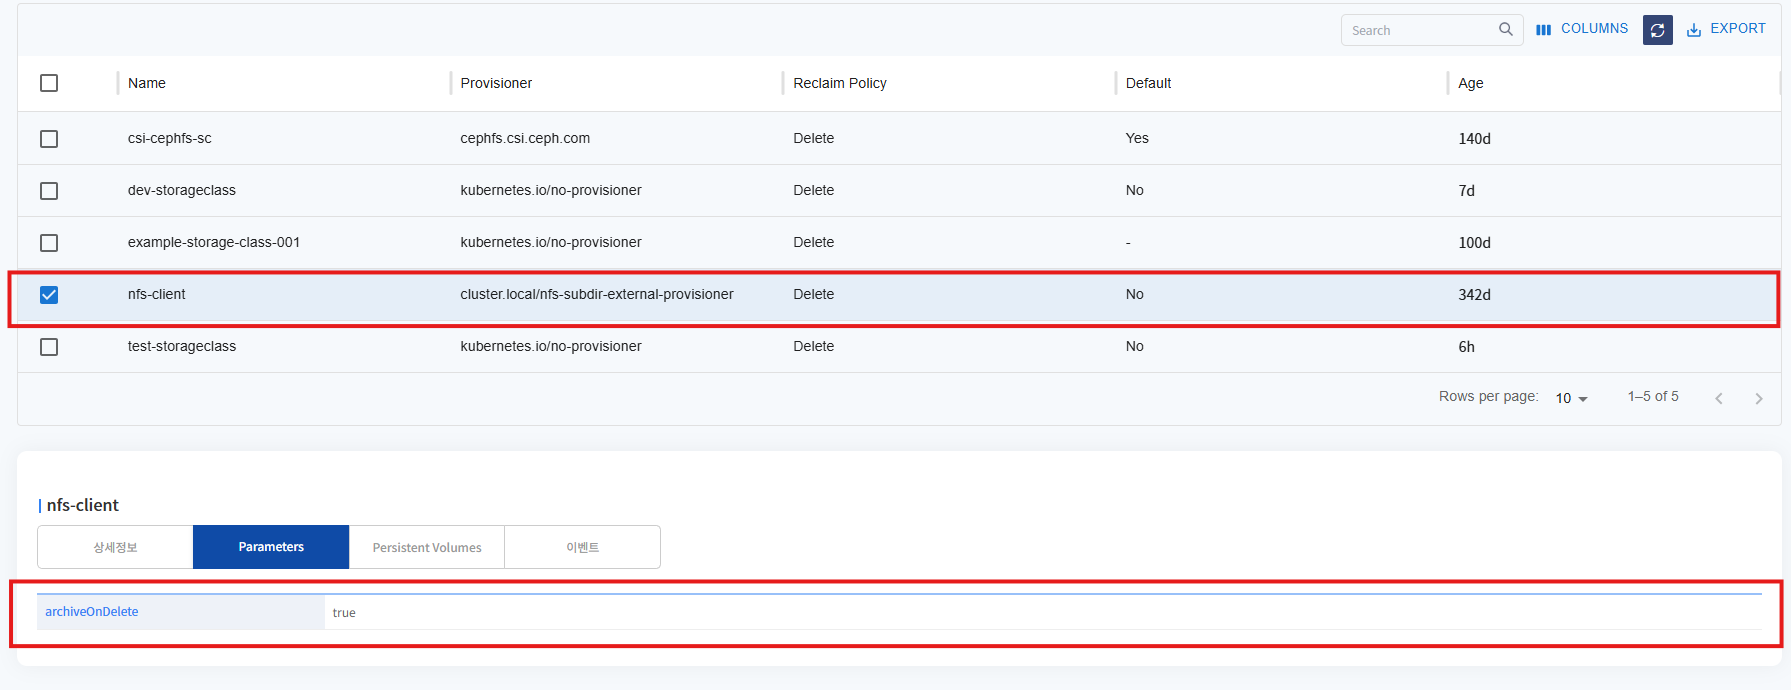 Search COLUMNS EXPORT
Name Provisioner Reclaim Policy Default Age
csi-cephfs-sc cephfs.csi.ceph.com Delete Yes 140d
dev-storageclass kubernetes.io/no-provisioner Delete No 7d
example-storage-class-001 kubernetes.io/no-provisioner Delete - 100d
nfs-client cluster.local/nfs-subdir-external-provisioner Delete No 342d
test-storageclass kubernetes.io/no-provisioner Delete No 6h
Rows per page: 10 1–5 of 5
nfs-client
상세정보 Parameters Persistent Volumes 이벤트
archiveOnDelete true